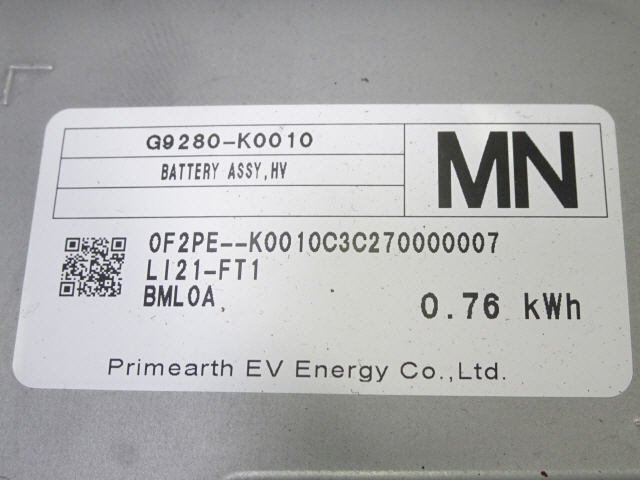 G9280-K0010
BATTERY ASSY,HV
MN
0F2PE--K0010C3C270000007
LI21-FT1
BML0A
0.76 kWh
Primearth EV Energy Co.,Ltd.